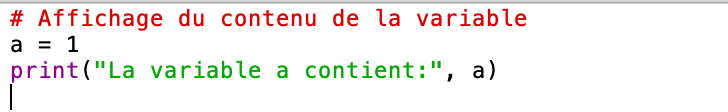 # Affichage du contenu de la variable
a = 1
print("La variable a contient:", a)